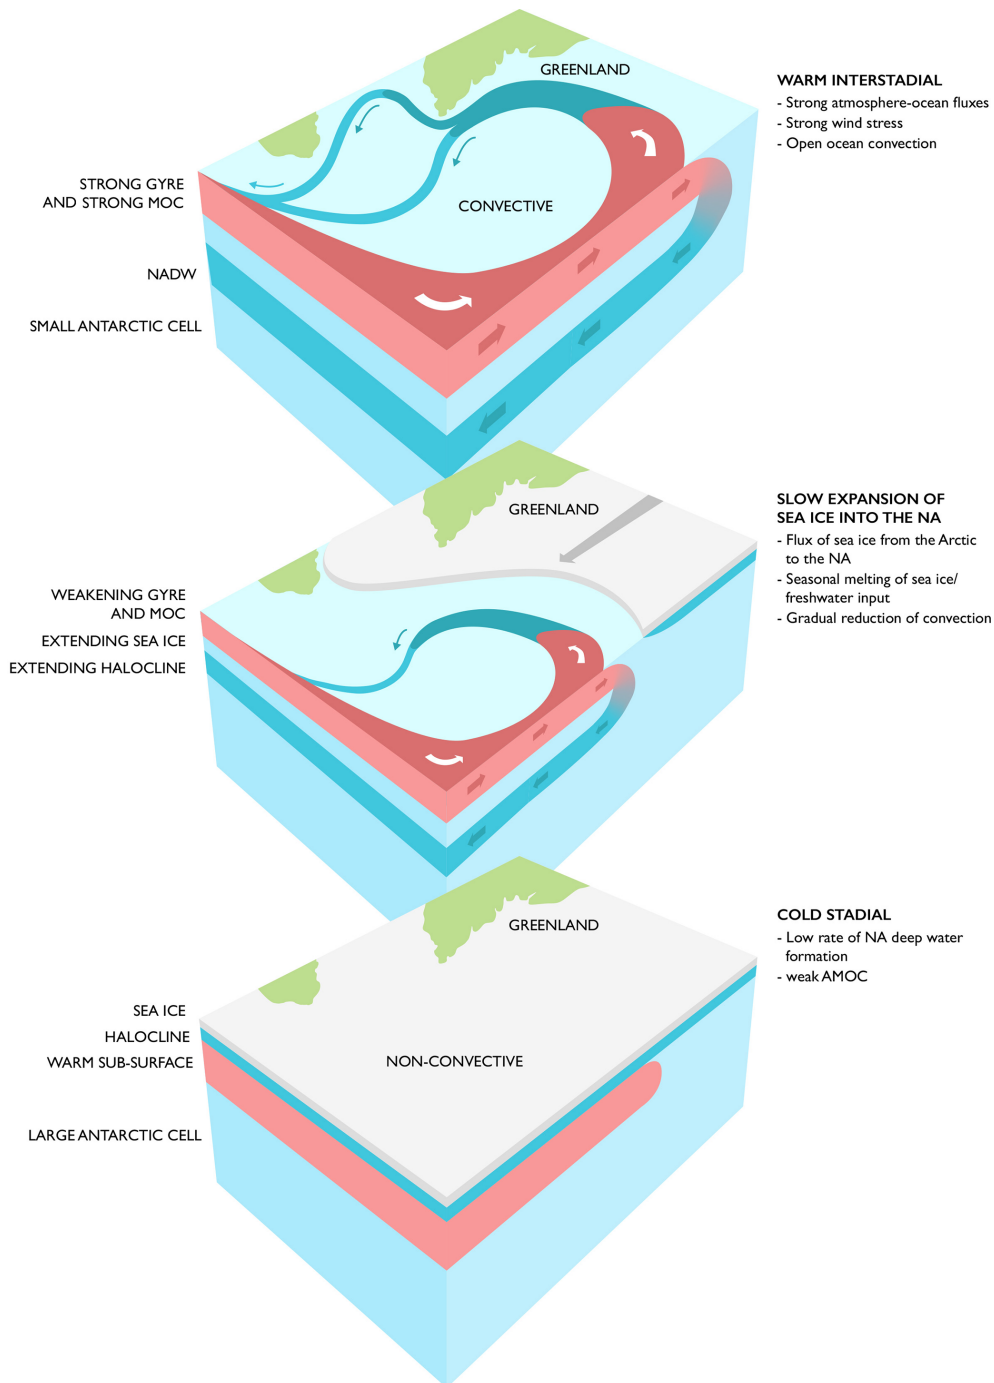 GREENLAND
CONVECTIVE
STRONG GYRE
AND STRONG MOC
NADW
SMALL ANTARCTIC CELL
WARM INTERSTADIAL
- Strong atmosphere-ocean fluxes
- Strong wind stress
- Open ocean convection
GREENLAND
WEAKENING GYRE
AND MOC
EXTENDING SEA ICE
EXTENDING HALOCLINE
SLOW EXPANSION OF
SEA ICE INTO THE NA
- Flux of sea ice from the Arctic
to the NA
- Seasonal melting of sea ice/
freshwater input
- Gradual reduction of convection
GREENLAND
NON-CONVECTIVE
SEA ICE
HALOCLINE
WARM SUB-SURFACE
LARGE ANTARCTIC CELL
COLD STADIAL
- Low rate of NA deep water
formation
- weak AMOC